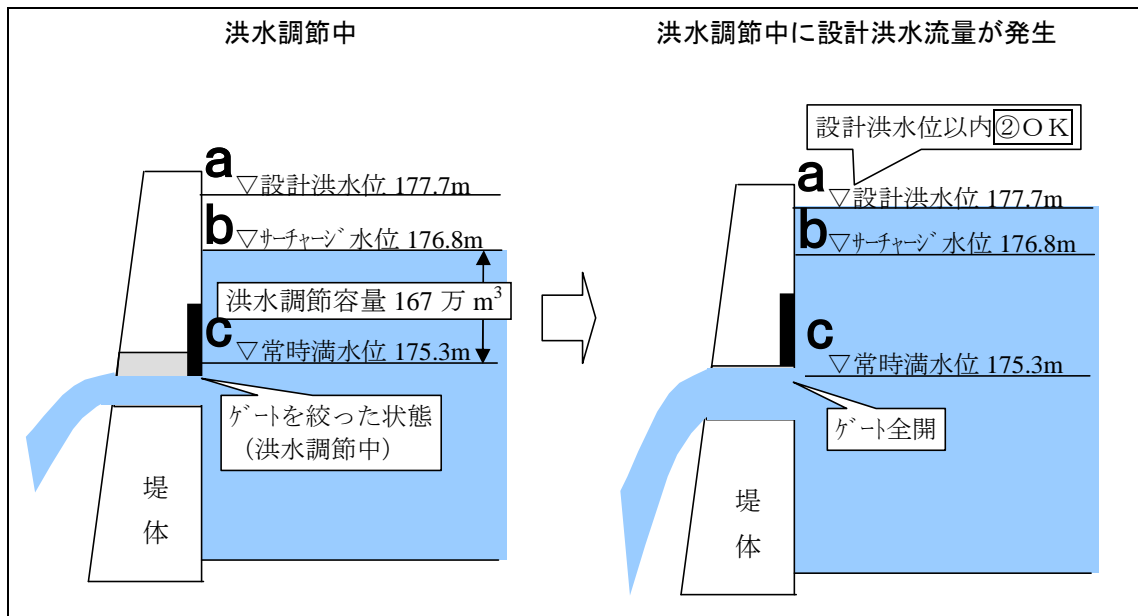 洪水調節中
a
▽設計洪水位 177.7m
b
▽ｻｰﾁｬｰｼﾞ水位 176.8m
洪水調節容量 167 万 m³
c
▽常時満水位 175.3m
ｹﾞｰﾄを絞った状態
（洪水調節中）
堤
体
洪水調節中に設計洪水流量が発生
設計洪水位以内②ＯＫ
a
▽設計洪水位 177.7m
b
▽ｻｰﾁｬｰｼﾞ水位 176.8m
c
▽常時満水位 175.3m
ｹﾞｰﾄ全開
堤
体